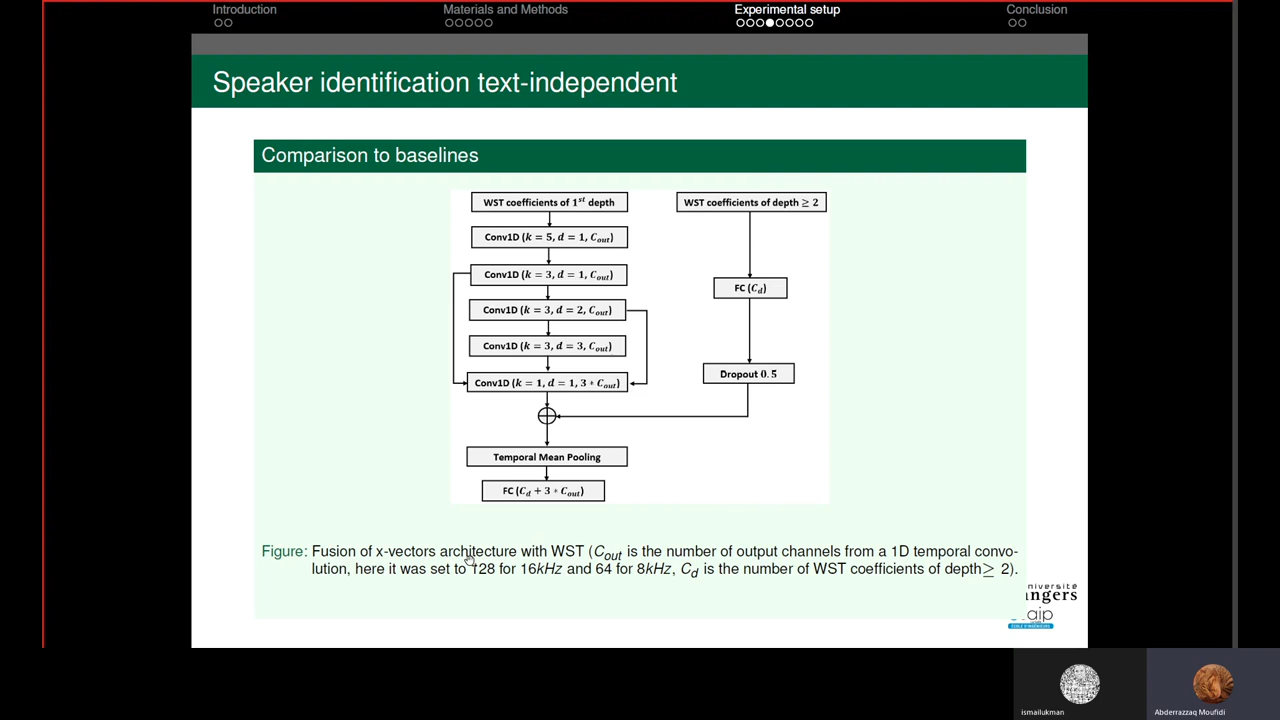 Introduction
Materials and Methods
Experimental setup
Conclusion
Speaker identification text-independent
Comparison to baselines
WST coefficients of 1st depth
WST coefficients of depth ≥ 2
Conv1D (k = 5, d = 1, Cout)
Conv1D (k = 3, d = 1, Cout)
FC (Cd)
Conv1D (k = 3, d = 2, Cout)
Conv1D (k = 3, d = 3, Cout)
Dropout 0.5
Conv1D (k = 1, d = 1, 3 * Cout)
Temporal Mean Pooling
FC (Cd + 3 * Cout)
Figure: Fusion of x-vectors architecture with WST (Cout is the number of output channels from a 1D temporal convo-
lution, here it was set to 128 for 16kHz and 64 for 8kHz, Cd is the number of WST coefficients of depth≥ 2).
niversité
ngers
aip
ismailukman
Abderrazzaq Moufidi